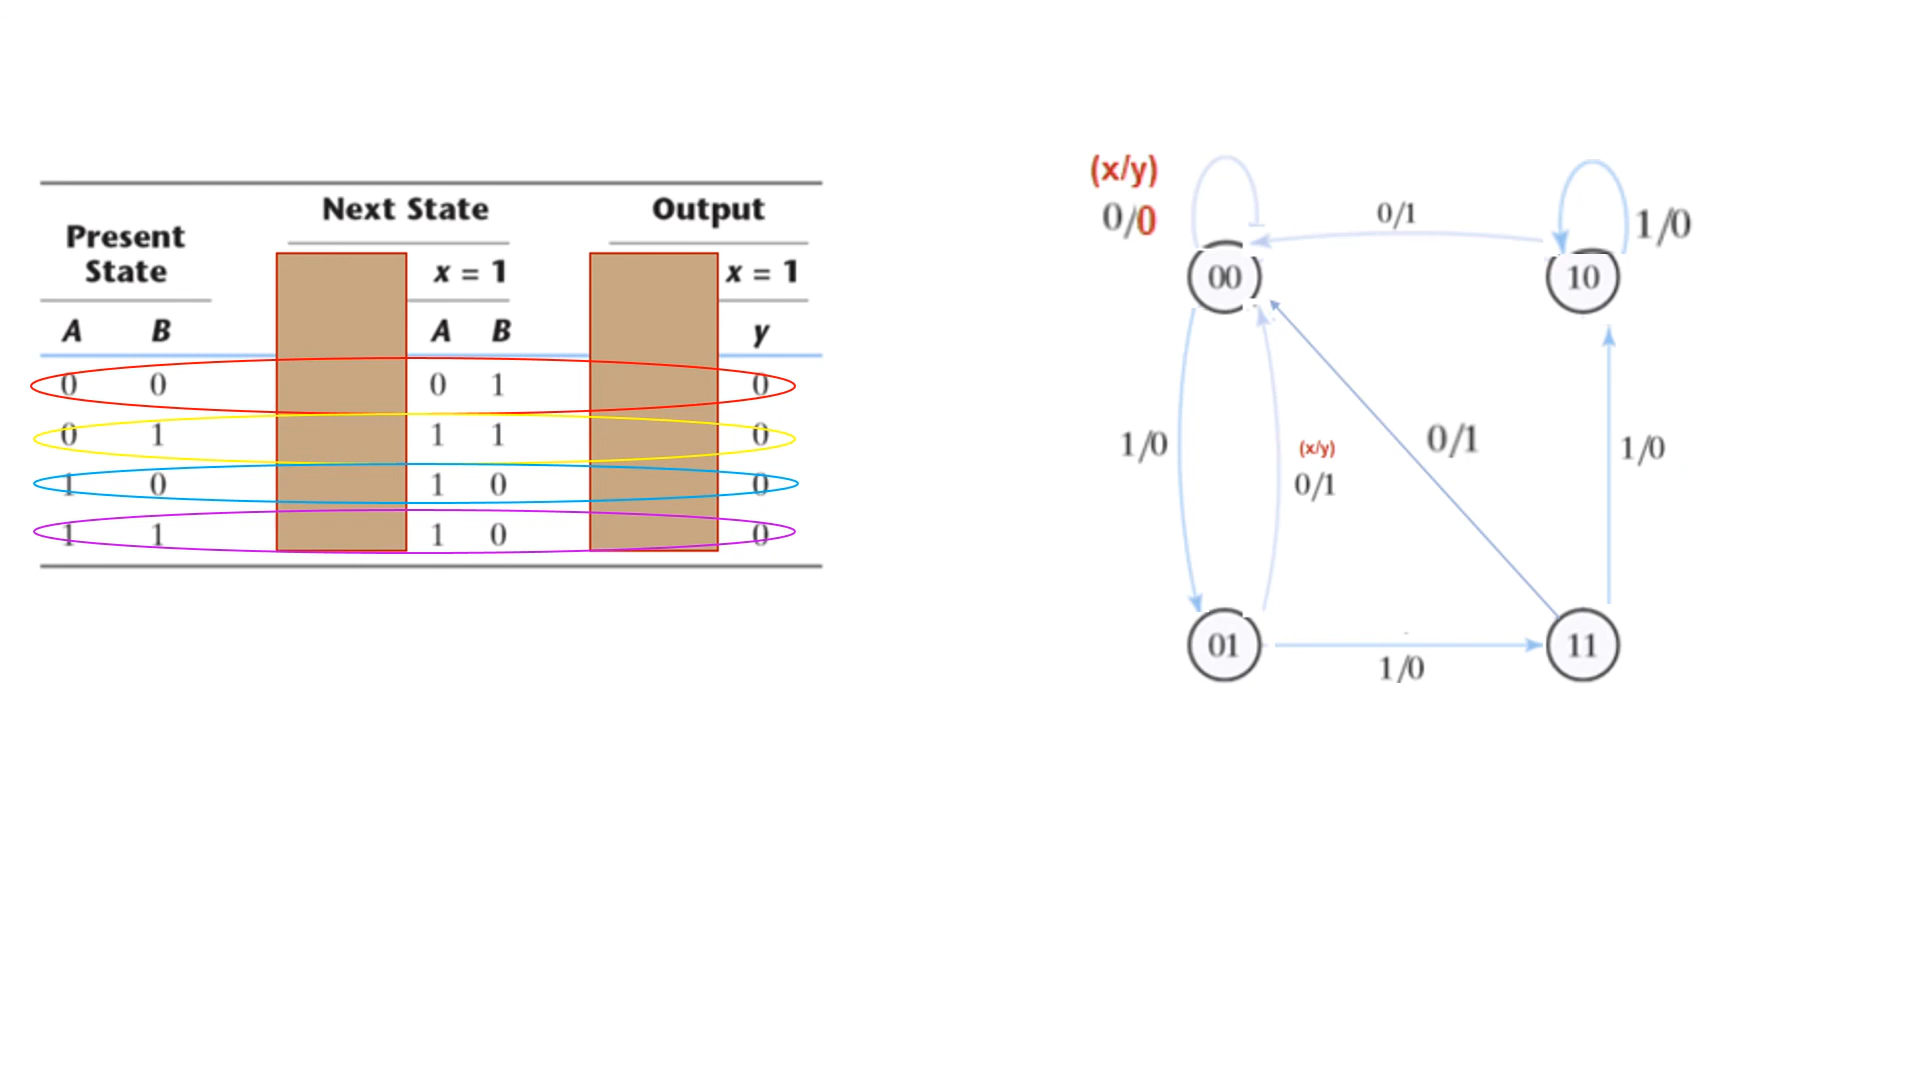 Next State Output
Present
State
x = 1 x = 1
A B A B y
0 0 0 1 0
0 1 1 1 0
1 0 1 0 0
1 1 1 0 0
(x/y)
0/0
0/1
1/0
00
10
1/0
(x/y)
0/1
0/1
1/0
01
11
1/0